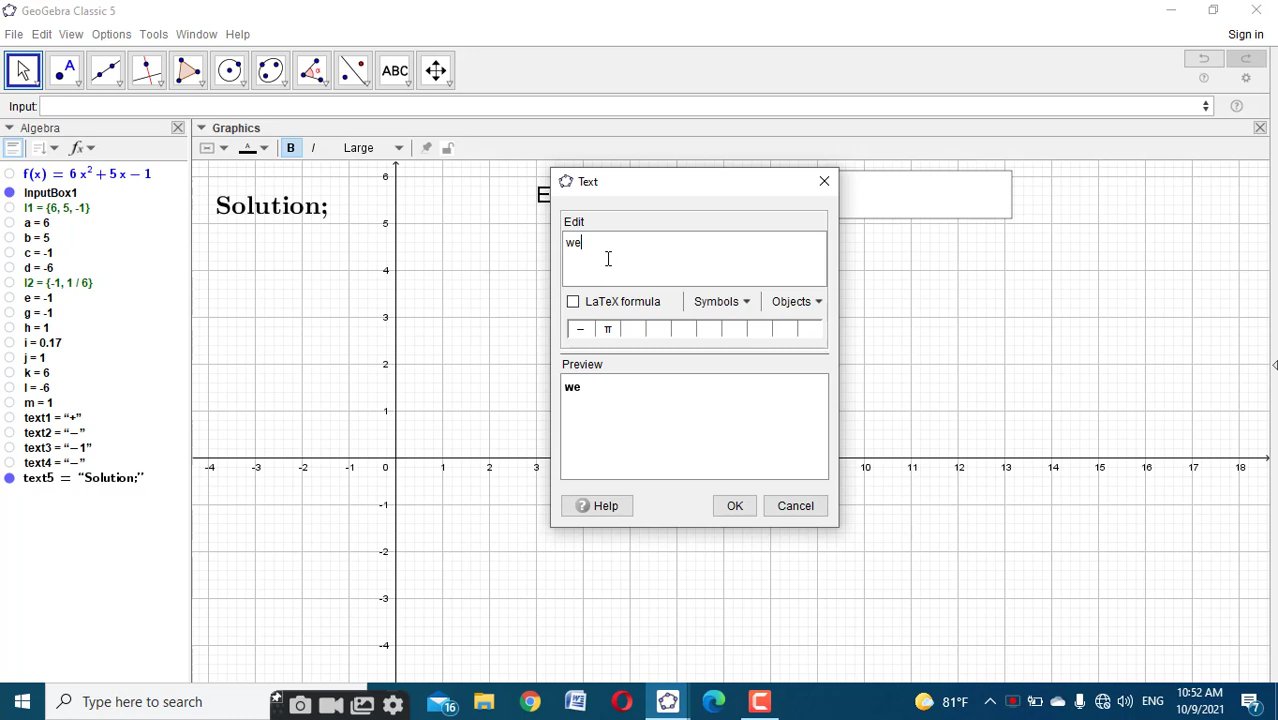 GeoGebra Classic 5
File Edit View Options Tools Window Help
Sign in
A
ABC
Input:
Algebra
Graphics
B I Large
f(x) = 6 x² + 5 x − 1
InputBox1
l1 = {6, 5, -1}
a = 6
b = 5
c = -1
d = -6
l2 = {-1, 1 / 6}
e = -1
g = -1
h = 1
i = 0.17
j = 1
k = 6
l = -6
m = 1
text1 = “+”
text2 = “−”
text3 = “−1”
text4 = “−”
text5 = “Solution;”
Solution;
E
6
5
4
3
2
1
-1
-2
-3
-4
-4 -3 -2 -1 0 1 2 3 10 11 12 13 14 15 16 17 18
Text
Edit
we
LaTeX formula Symbols Objects
− π
Preview
we
Help OK Cancel
Type here to search
16
W
81°F
ENG
10:52 AM
10/9/2021
7